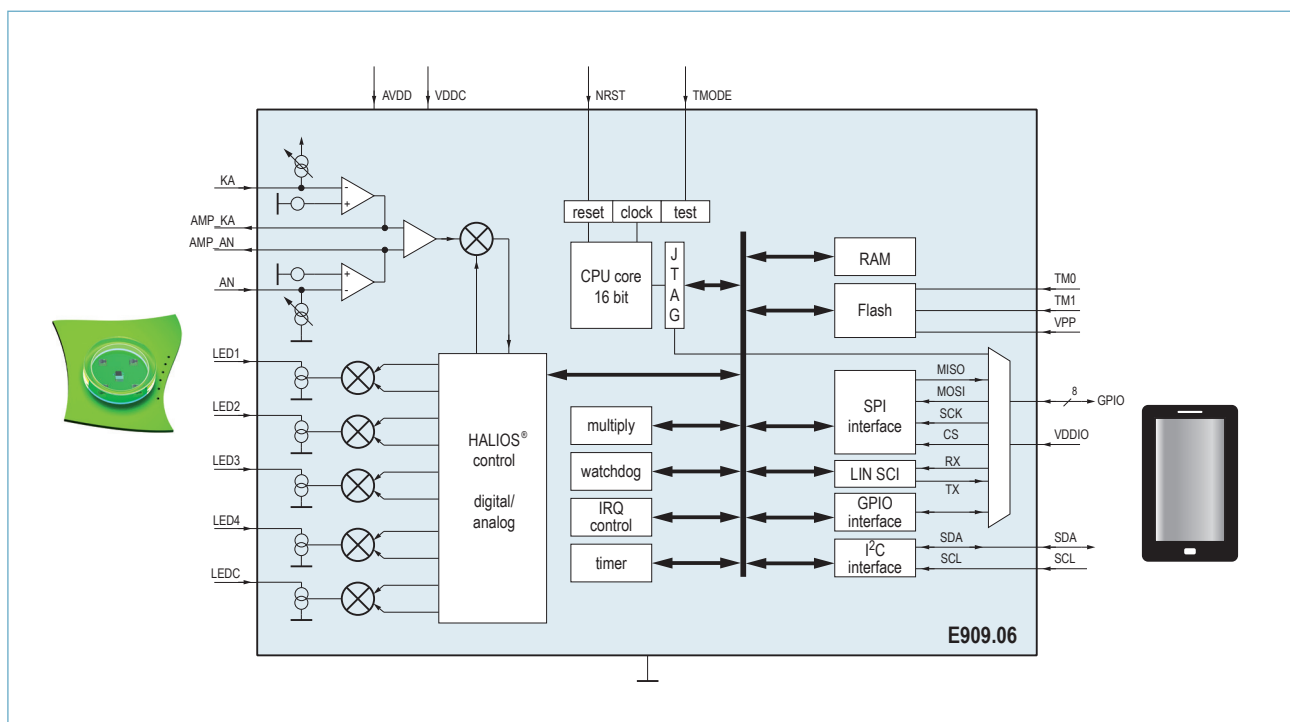 AVDD
VDDC
NRST
TMODE
KA
AMP_KA
AMP_AN
AN
LED1
LED2
LED3
LED4
LEDC
-
+
+
-
reset
clock
test
CPU core
16 bit
JTAG
HALIOS®
control
digital/
analog
multiply
watchdog
IRQ
control
timer
RAM
Flash
SPI
interface
LIN SCI
GPIO
interface
I²C
interface
MISO
MOSI
SCK
CS
RX
TX
SDA
SCL
TM0
TM1
VPP
8
GPIO
VDDIO
SDA
SCL
E909.06